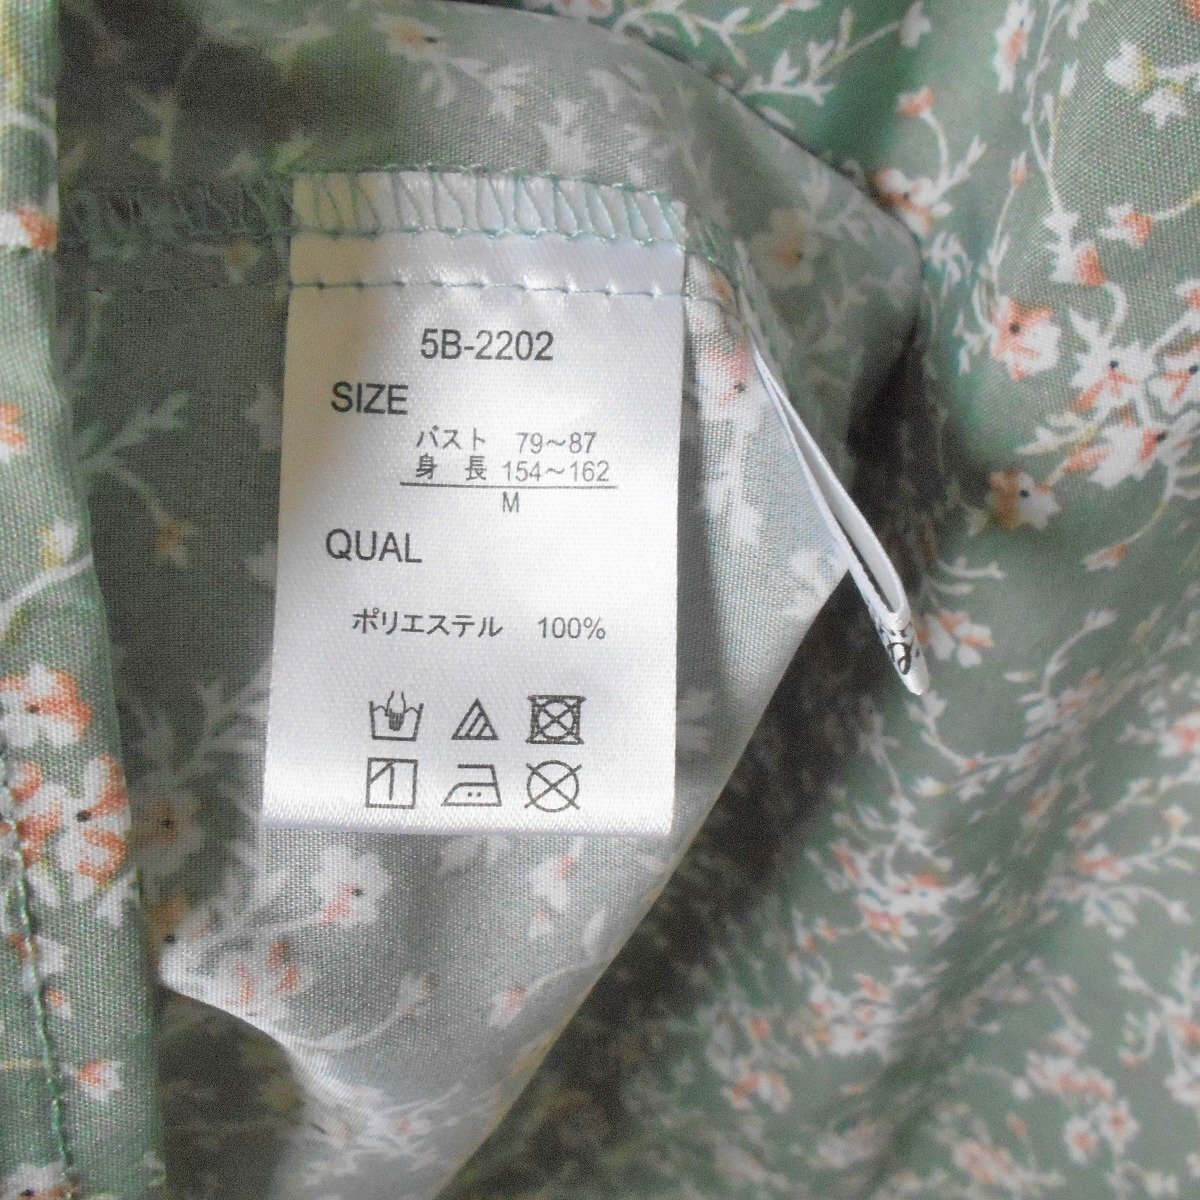 5B-2202
SIZE
バスト 79～87
身 長 154～162
M
QUAL
ポリエステル 100%